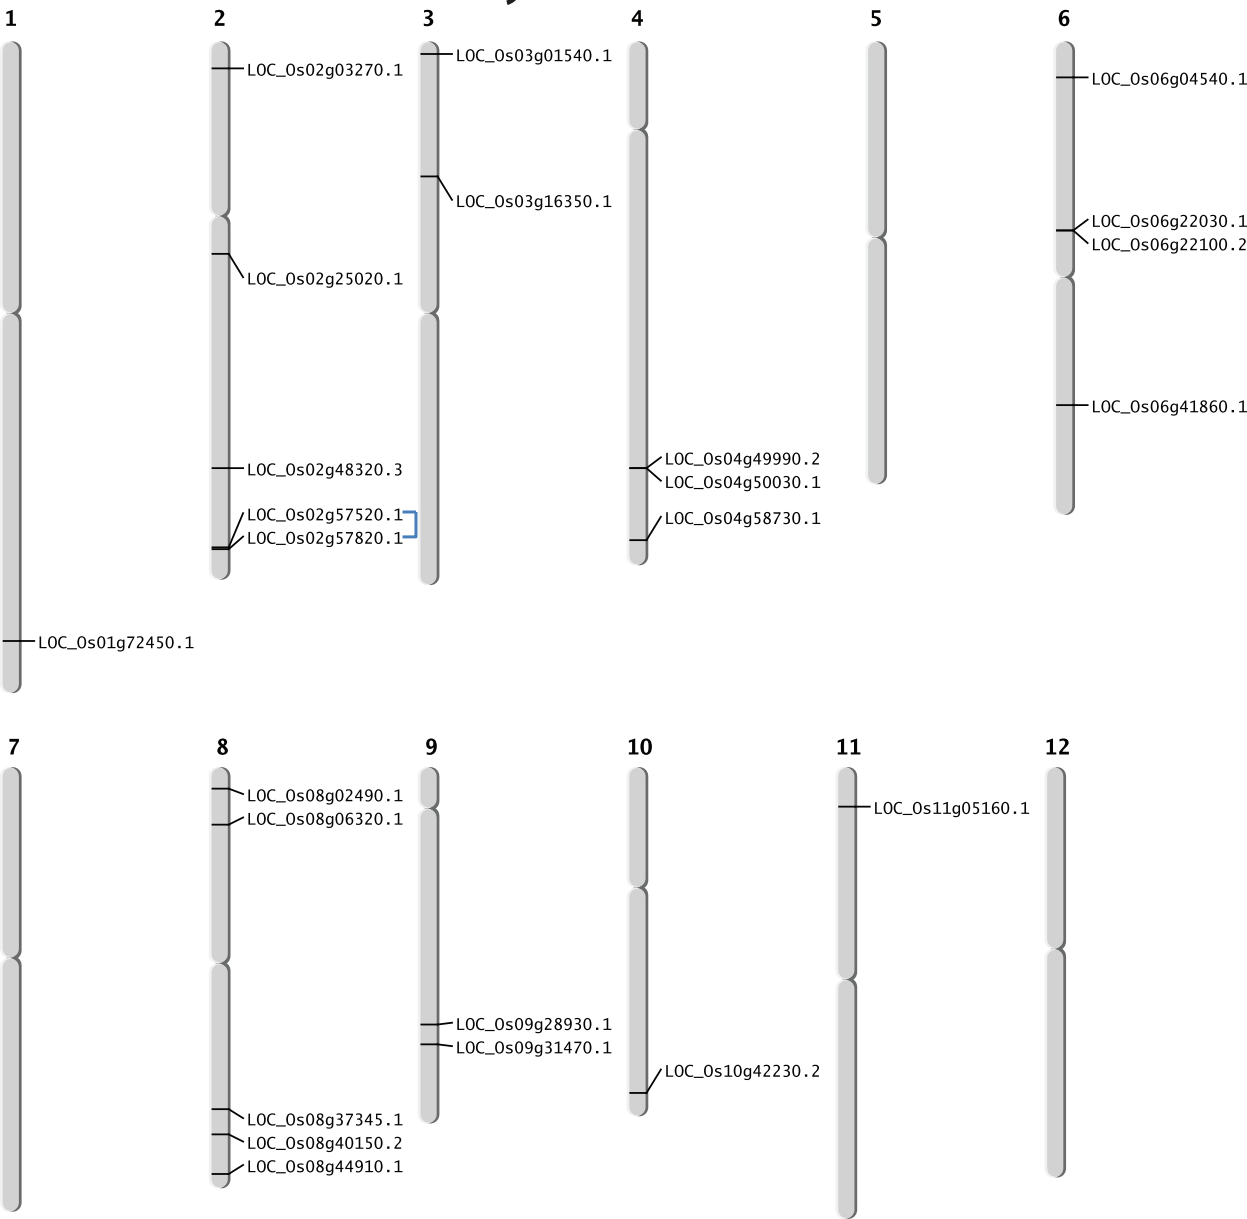 1 2 3 4 5 6
LOC_Os01g72450.1
LOC_Os02g03270.1
LOC_Os02g25020.1
LOC_Os02g48320.3
LOC_Os02g57520.1
LOC_Os02g57820.1
LOC_Os03g01540.1
LOC_Os03g16350.1
LOC_Os04g49990.2
LOC_Os04g50030.1
LOC_Os04g58730.1
LOC_Os06g04540.1
LOC_Os06g22030.1
LOC_Os06g22100.2
LOC_Os06g41860.1
7 8 9 10 11 12
LOC_Os08g02490.1
LOC_Os08g06320.1
LOC_Os08g37345.1
LOC_Os08g40150.2
LOC_Os08g44910.1
LOC_Os09g28930.1
LOC_Os09g31470.1
LOC_Os10g42230.2
LOC_Os11g05160.1